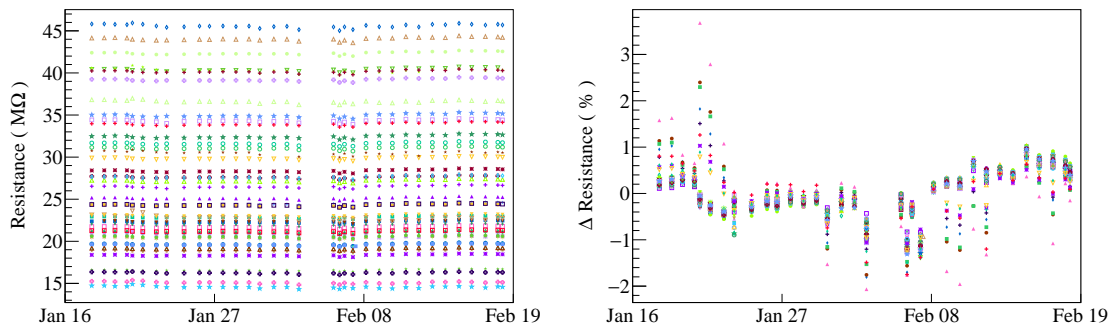 Resistance ( MΩ )
45
40
35
30
25
20
15
Jan 16
Jan 27
Feb 08
Feb 19
Δ Resistance ( % )
3
2
1
0
−1
−2
Jan 16
Jan 27
Feb 08
Feb 19